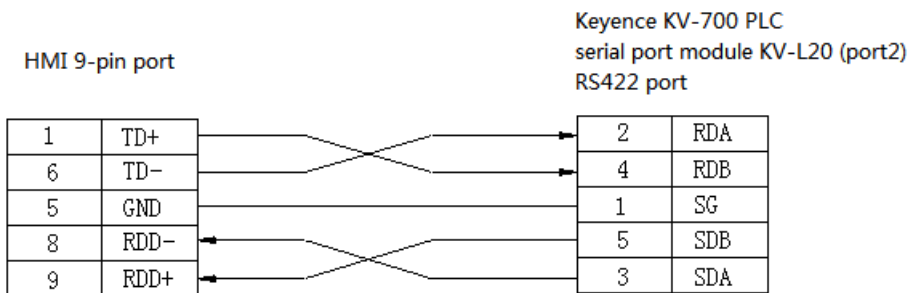 Keyence KV-700 PLC
serial port module KV-L20 (port2)
HMI 9-pin port
RS422 port
1 TD+ 2 RDA
6 TD- 4 RDB
5 GND 1 SG
8 RDD- 5 SDB
9 RDD+ 3 SDA